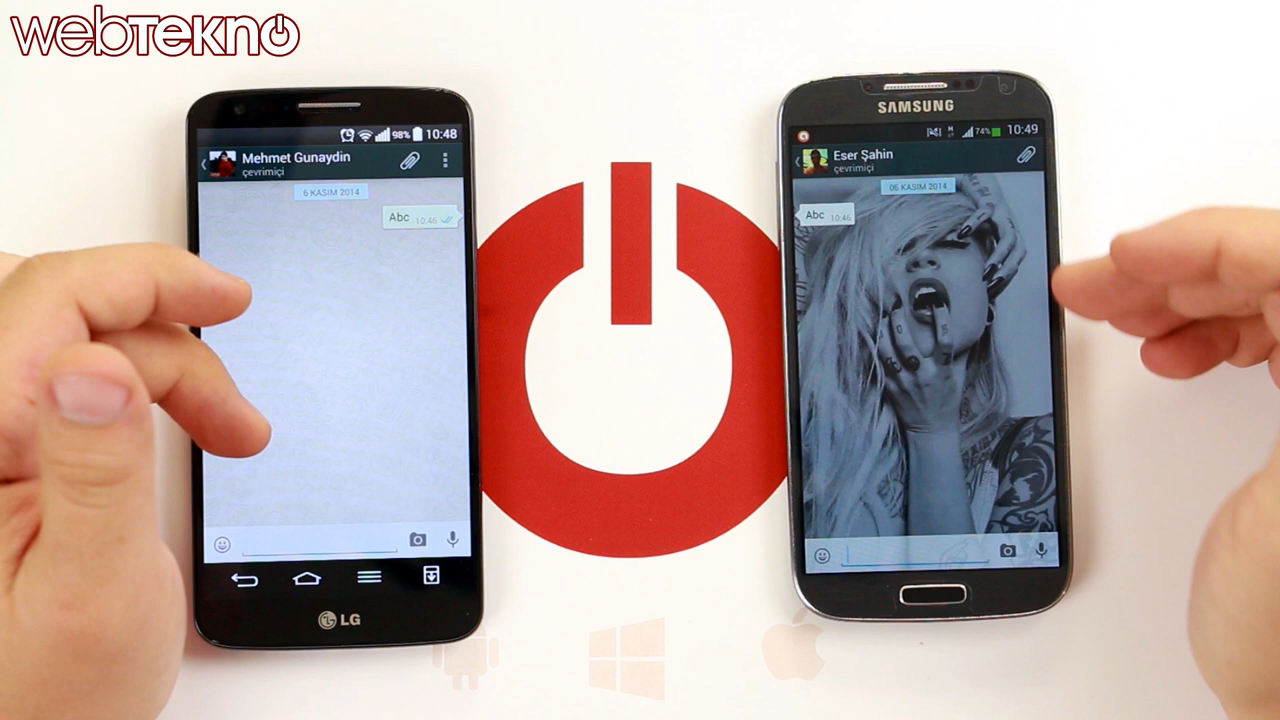 webTEKNO
98% 10:48
Mehmet Gunaydin
çevrimiçi
6 KASIM 2014
Abc 10:46
LG
SAMSUNG
74% 10:49
Eser Şahin
çevrimiçi
06 KASIM 2014
Abc 10:46